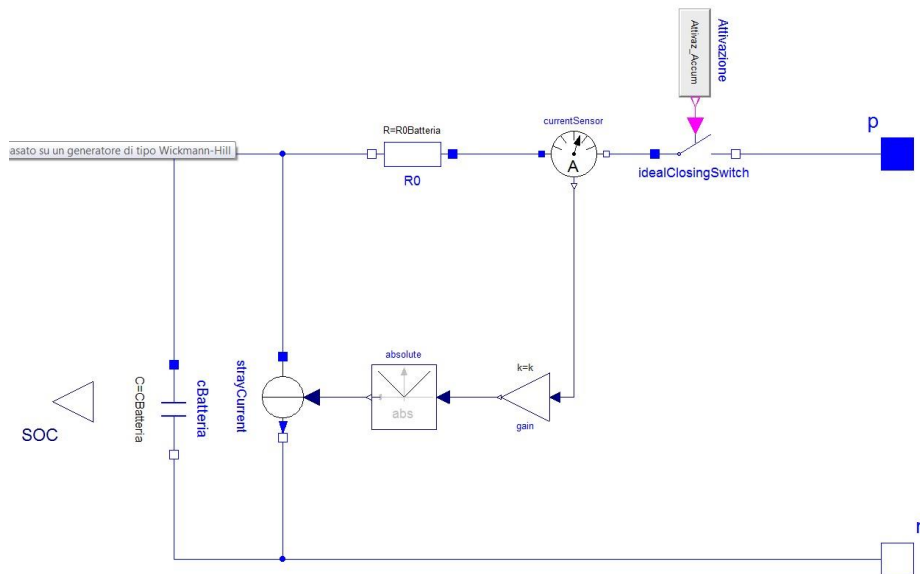 Attivaz_Accum
Attivazione
p
currentSensor
A
idealClosingSwitch
R=R0Batteria
R0
asato su un generatore di tipo Wickmann-Hill
absolute
abs
k=k
gain
strayCurrent
cBatteria
C=CBatteria
SOC